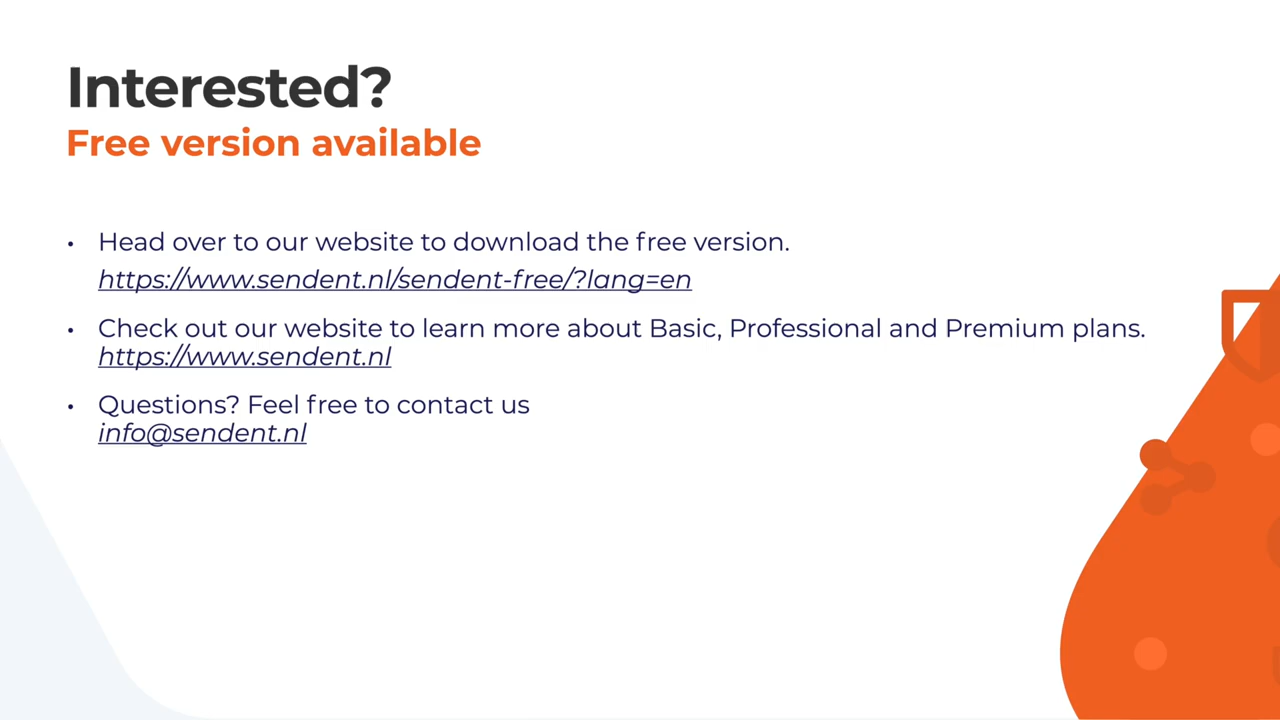 Interested?
Free version available
• Head over to our website to download the free version.
https://www.sendent.nl/sendent-free/?lang=en
• Check out our website to learn more about Basic, Professional and Premium plans.
https://www.sendent.nl
• Questions? Feel free to contact us
info@sendent.nl